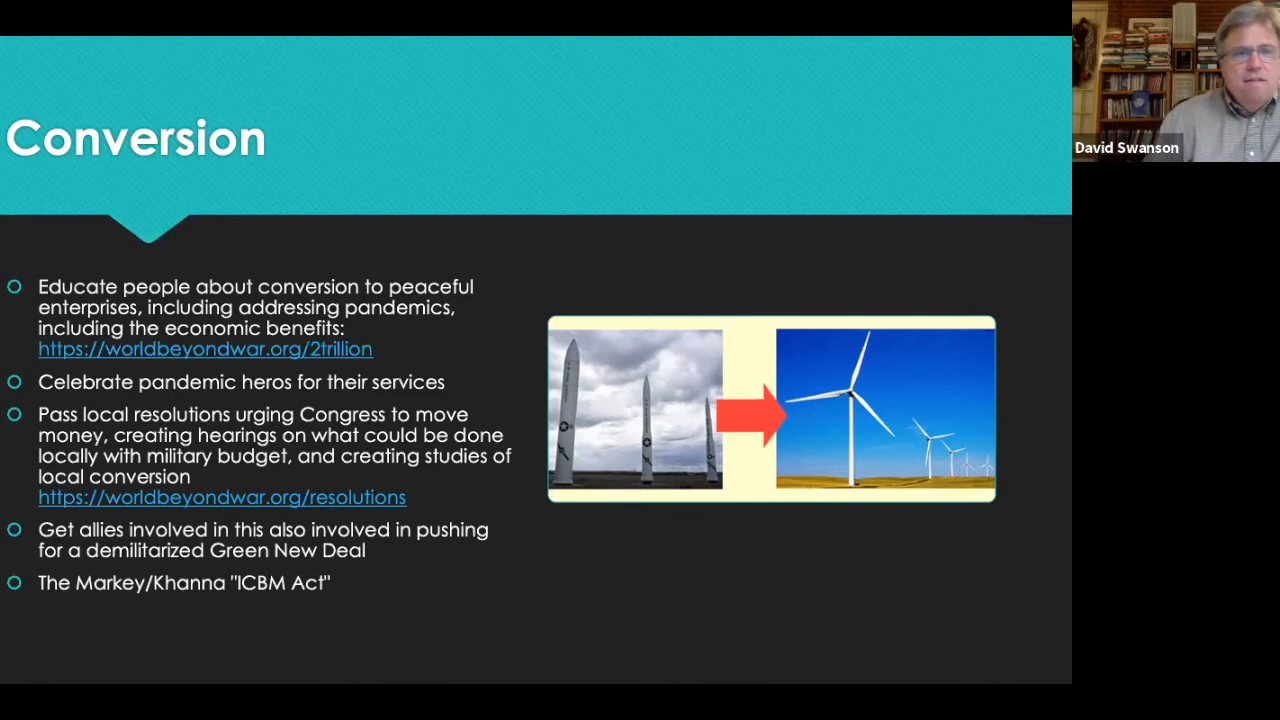 Conversion
Educate people about conversion to peaceful
enterprises, including addressing pandemics,
including the economic benefits:
https://worldbeyondwar.org/2trillion
Celebrate pandemic heros for their services
Pass local resolutions urging Congress to move
money, creating hearings on what could be done
locally with military budget, and creating studies of
local conversion
https://worldbeyondwar.org/resolutions
Get allies involved in this also involved in pushing
for a demilitarized Green New Deal
The Markey/Khanna "ICBM Act"
David Swanson